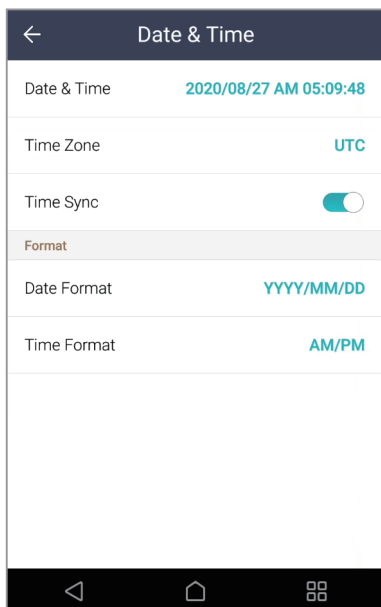 Date & Time
Date & Time 2020/08/27 AM 05:09:48
Time Zone UTC
Time Sync
Format
Date Format YYYY/MM/DD
Time Format AM/PM